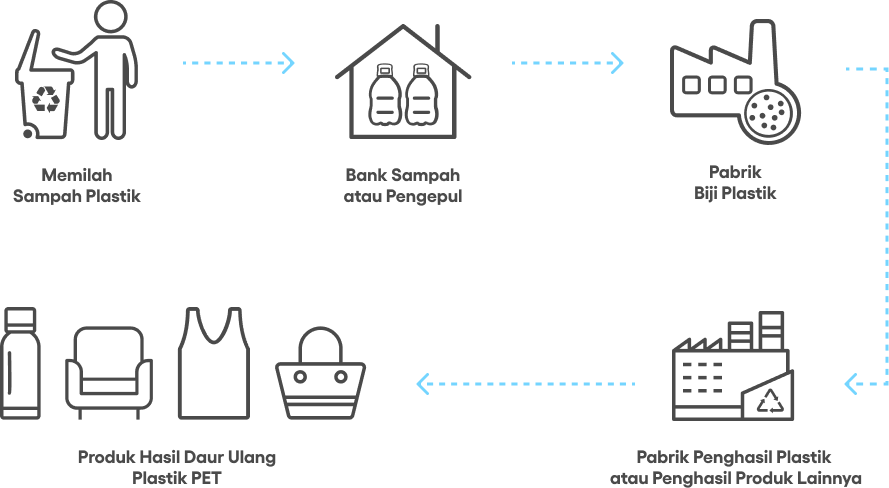 Memilah
Sampah Plastik
Bank Sampah
atau Pengepul
Pabrik
Biji Plastik
Produk Hasil Daur Ulang
Plastik PET
Pabrik Penghasil Plastik
atau Penghasil Produk Lainnya